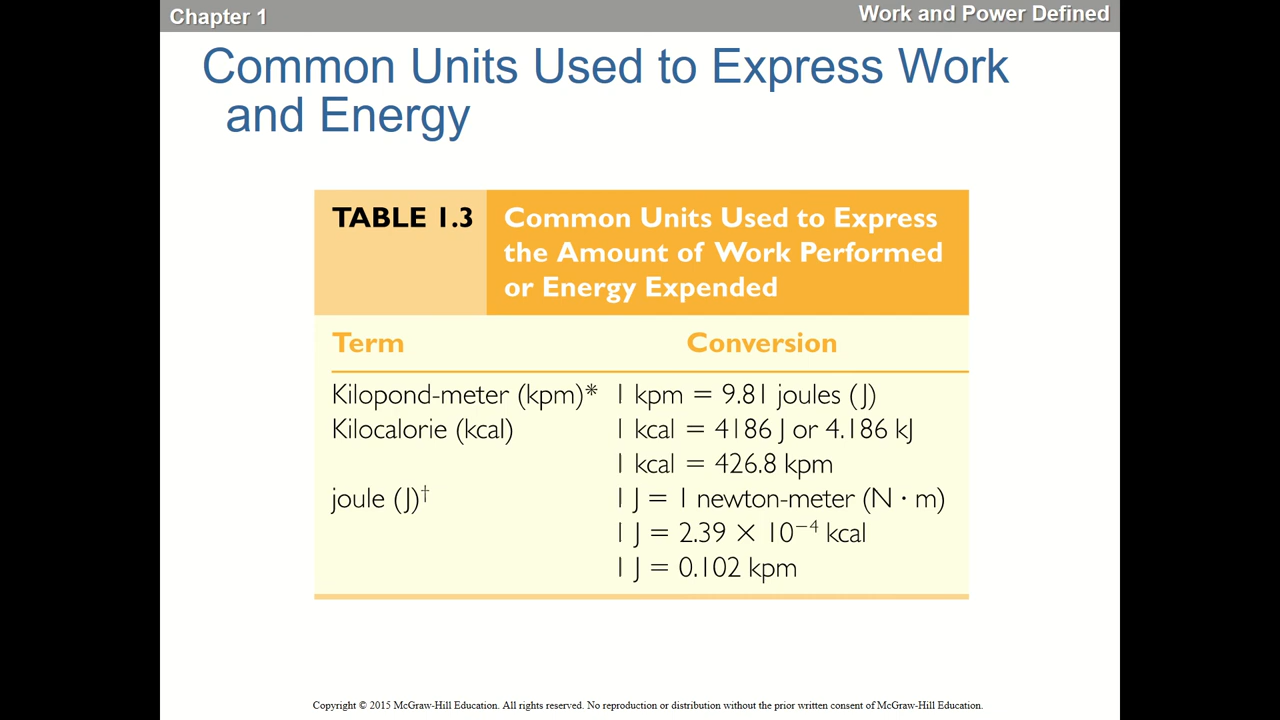 Chapter 1
Work and Power Defined
Common Units Used to Express Work
and Energy
TABLE 1.3
Common Units Used to Express
the Amount of Work Performed
or Energy Expended
Term Conversion
Kilopond-meter (kpm)* 1 kpm = 9.81 joules (J)
Kilocalorie (kcal) 1 kcal = 4186 J or 4.186 kJ
1 kcal = 426.8 kpm
joule (J)† 1 J = 1 newton-meter (N · m)
1 J = 2.39 × 10⁻⁴ kcal
1 J = 0.102 kpm
Copyright © 2015 McGraw-Hill Education. All rights reserved. No reproduction or distribution without the prior written consent of McGraw-Hill Education.